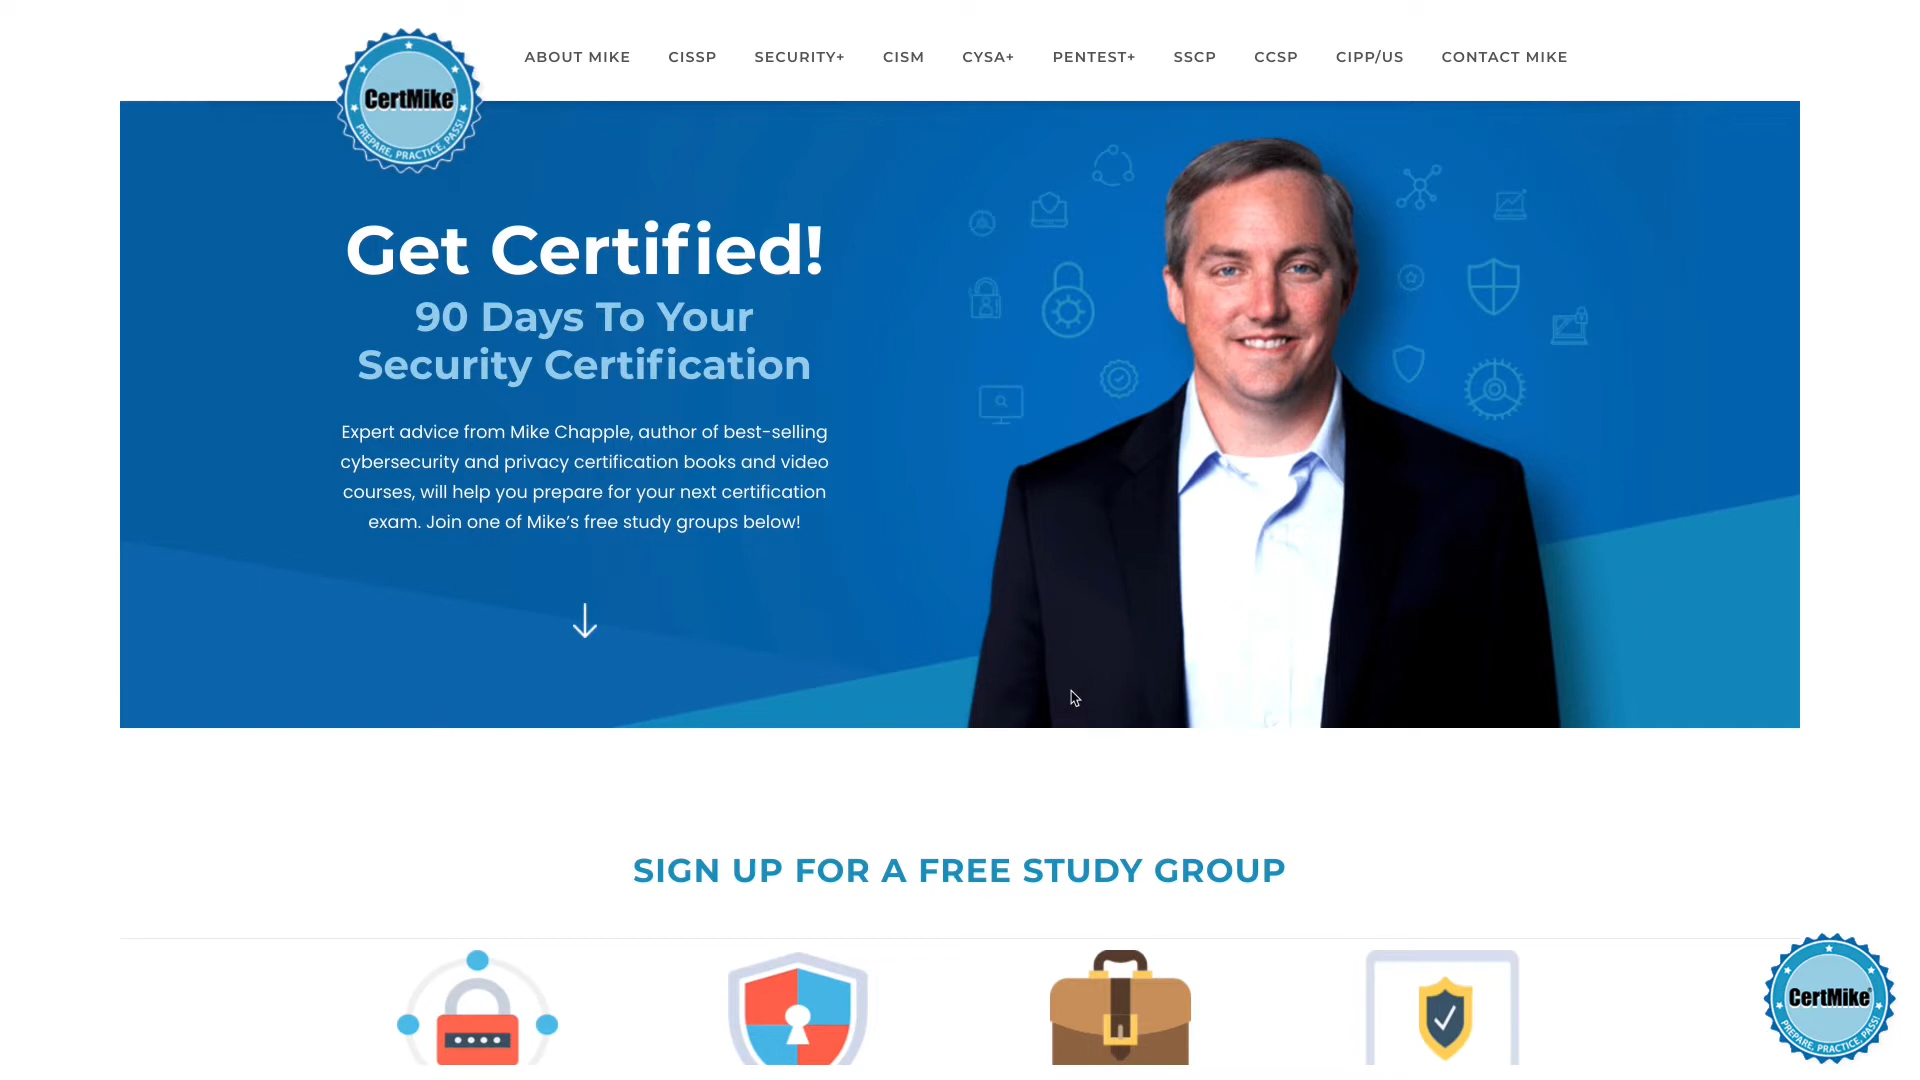 ABOUT MIKE CISSP SECURITY+ CISM CYSA+ PENTEST+ SSCP CCSP CIPP/US CONTACT MIKE
CertMike®
PREPARE, PRACTICE, PASS!
Get Certified!
90 Days To Your
Security Certification
Expert advice from Mike Chapple, author of best-selling
cybersecurity and privacy certification books and video
courses, will help you prepare for your next certification
exam. Join one of Mike’s free study groups below!
SIGN UP FOR A FREE STUDY GROUP
CertMike®
PREPARE, PRACTICE, PASS!